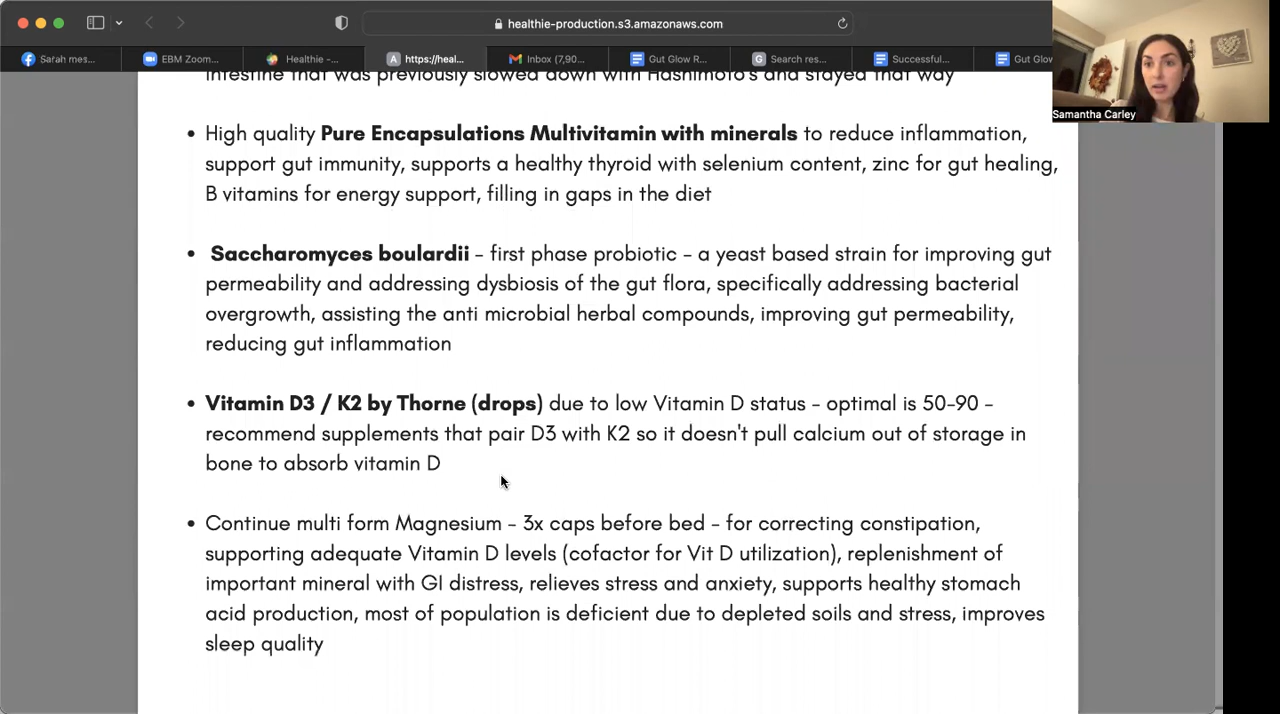 healthie-production.s3.amazonaws.com
Sarah mes...
EBM Zoom...
Healthie -...
A https://heal...
Inbox (7,90...
Gut Glow R...
G Search res...
Successful...
Gut Glow
Samantha Carley
intestine that was previously slowed down with Hashimoto's and stayed that way
• High quality Pure Encapsulations Multivitamin with minerals to reduce inflammation,
support gut immunity, supports a healthy thyroid with selenium content, zinc for gut healing,
B vitamins for energy support, filling in gaps in the diet
• Saccharomyces boulardii - first phase probiotic - a yeast based strain for improving gut
permeability and addressing dysbiosis of the gut flora, specifically addressing bacterial
overgrowth, assisting the anti microbial herbal compounds, improving gut permeability,
reducing gut inflammation
• Vitamin D3 / K2 by Thorne (drops) due to low Vitamin D status - optimal is 50-90 -
recommend supplements that pair D3 with K2 so it doesn't pull calcium out of storage in
bone to absorb vitamin D
• Continue multi form Magnesium - 3x caps before bed - for correcting constipation,
supporting adequate Vitamin D levels (cofactor for Vit D utilization), replenishment of
important mineral with GI distress, relieves stress and anxiety, supports healthy stomach
acid production, most of population is deficient due to depleted soils and stress, improves
sleep quality